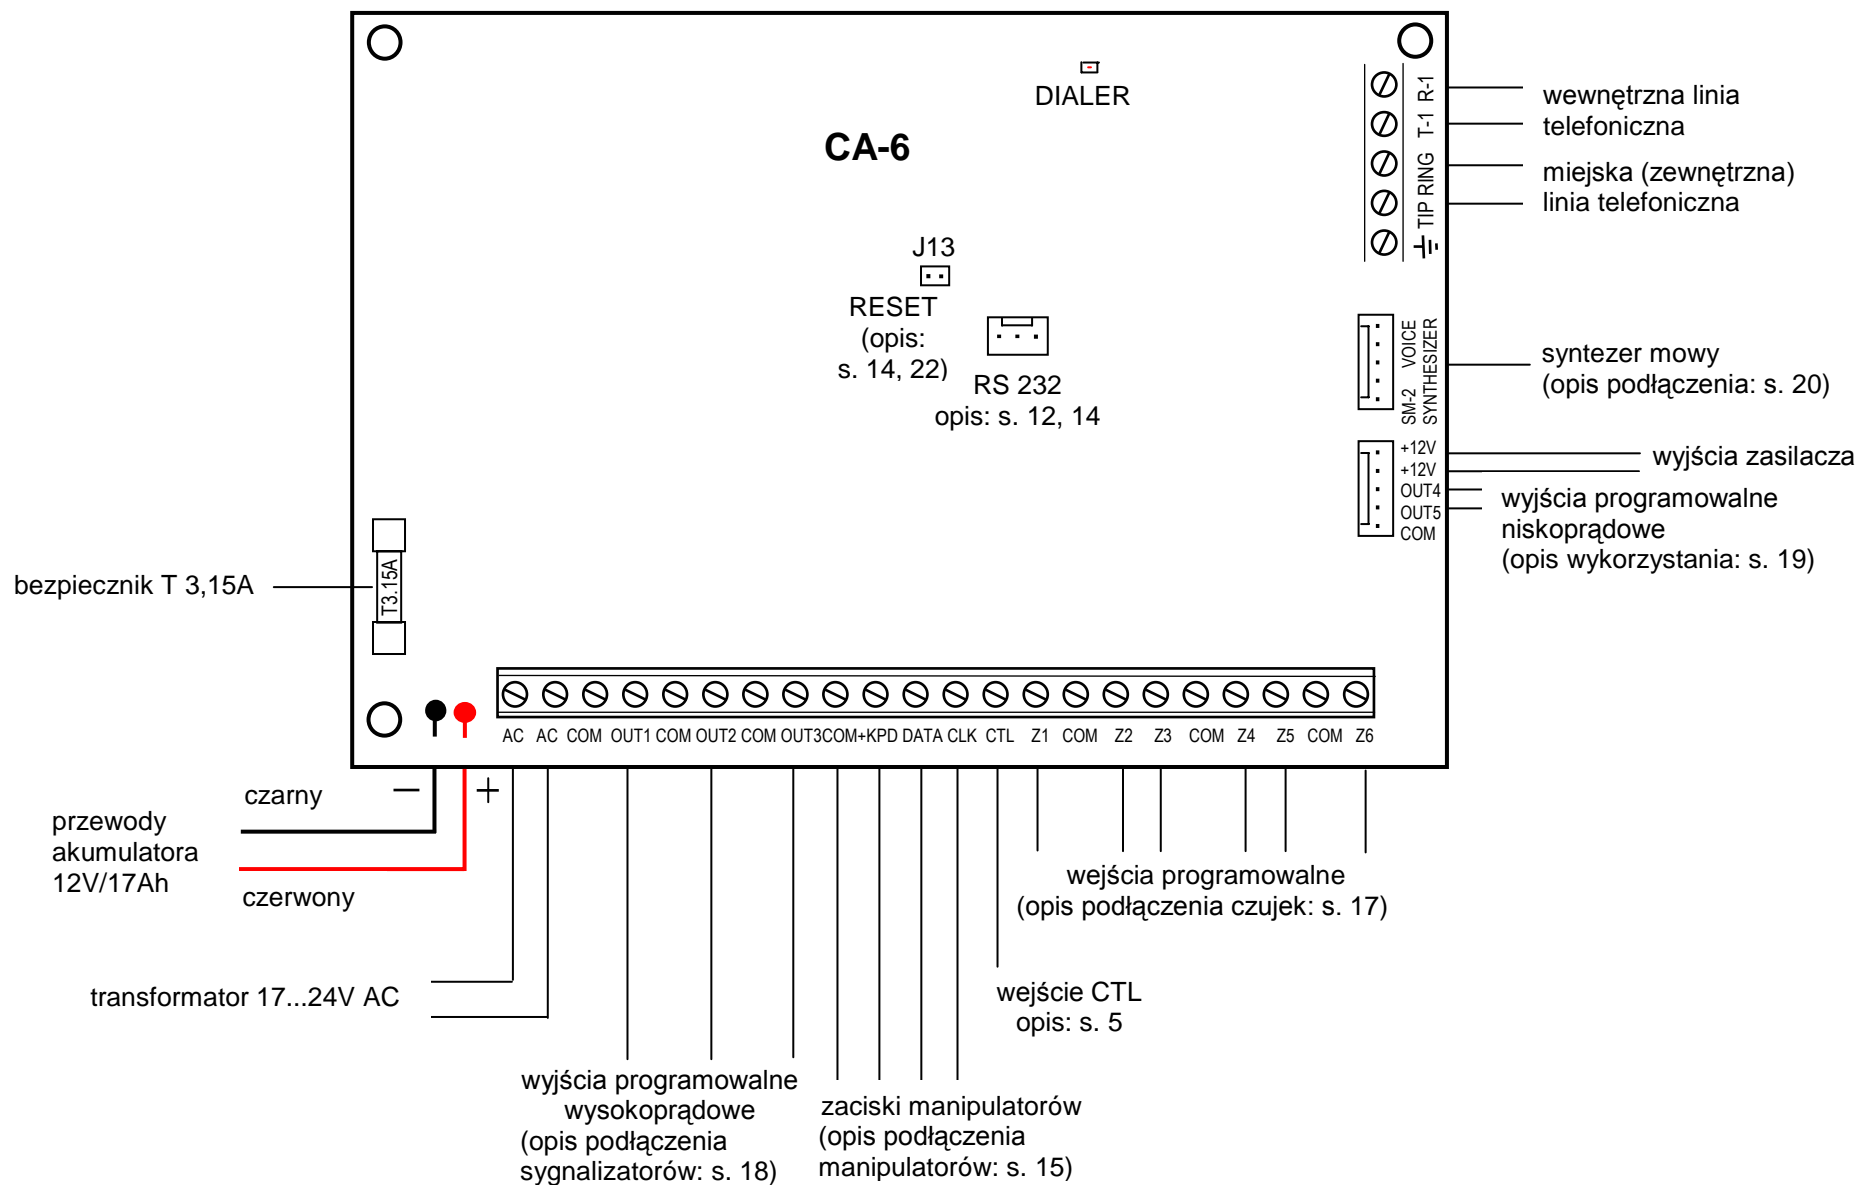 DIALER
CA-6
R-1
T-1
RING
TIP
wewnętrzna linia
telefoniczna
miejska (zewnętrzna)
linia telefoniczna
J13
RESET
(opis:
s. 14, 22)
RS 232
opis: s. 12, 14
SM-2 VOICE
SYNTHESIZER
syntezer mowy
(opis podłączenia: s. 20)
+12V
+12V
OUT4
OUT5
COM
wyjścia zasilacza
wyjścia programowalne
niskoprądowe
(opis wykorzystania: s. 19)
bezpiecznik T 3,15A
T3.15A
AC AC COM OUT1 COM OUT2 COM OUT3 COM +KPD DATA CLK CTL Z1 COM Z2 Z3 COM Z4 Z5 COM Z6
czarny
− +
przewody
akumulatora
12V/17Ah
czerwony
wejścia programowalne
(opis podłączenia czujek: s. 17)
transformator 17...24V AC
wejście CTL
opis: s. 5
wyjścia programowalne
wysokoprądowe
(opis podłączenia
sygnalizatorów: s. 18)
zaciski manipulatorów
(opis podłączenia
manipulatorów: s. 15)